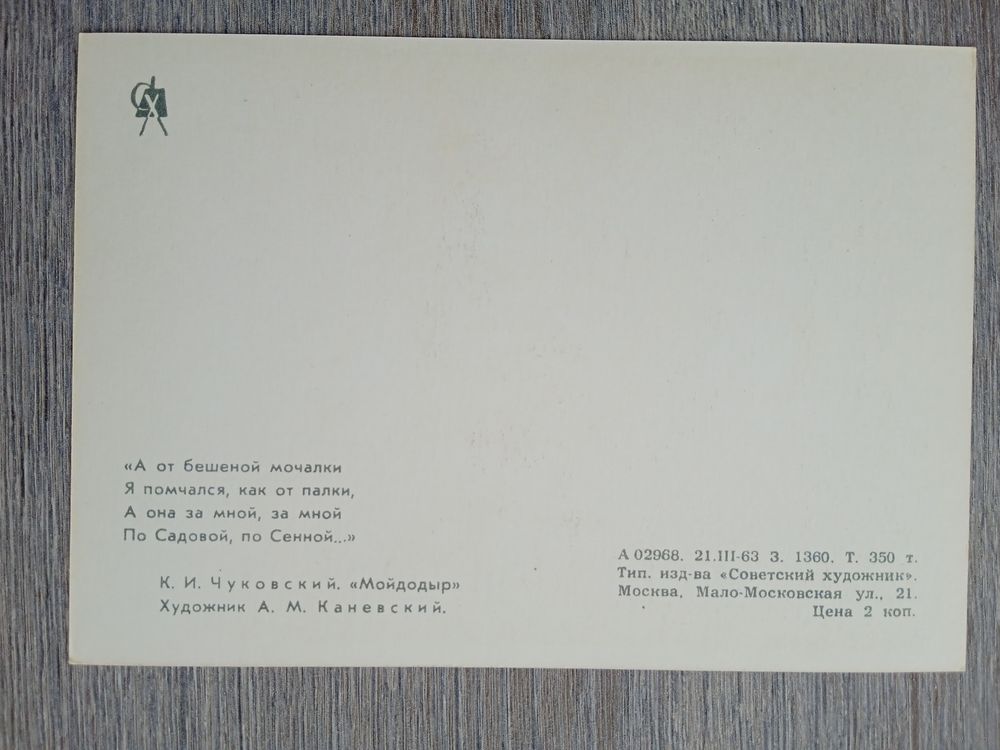 СХ
«А от бешеной мочалки
Я помчался, как от палки,
А она за мной, за мной
По Садовой, по Сенной...»
К. И. Чуковский. «Мойдодыр»
Художник А. М. Каневский.
А 02968. 21.III-63 З. 1360. Т. 350 т.
Тип. изд-ва «Советский художник».
Москва, Мало-Московская ул., 21.
Цена 2 коп.